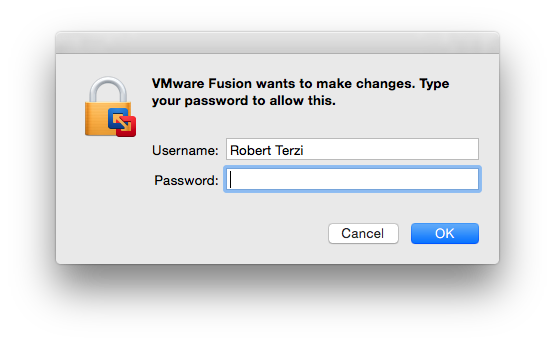 VMware Fusion wants to make changes. Type
your password to allow this.
Username: Robert Terzi
Password:
Cancel OK